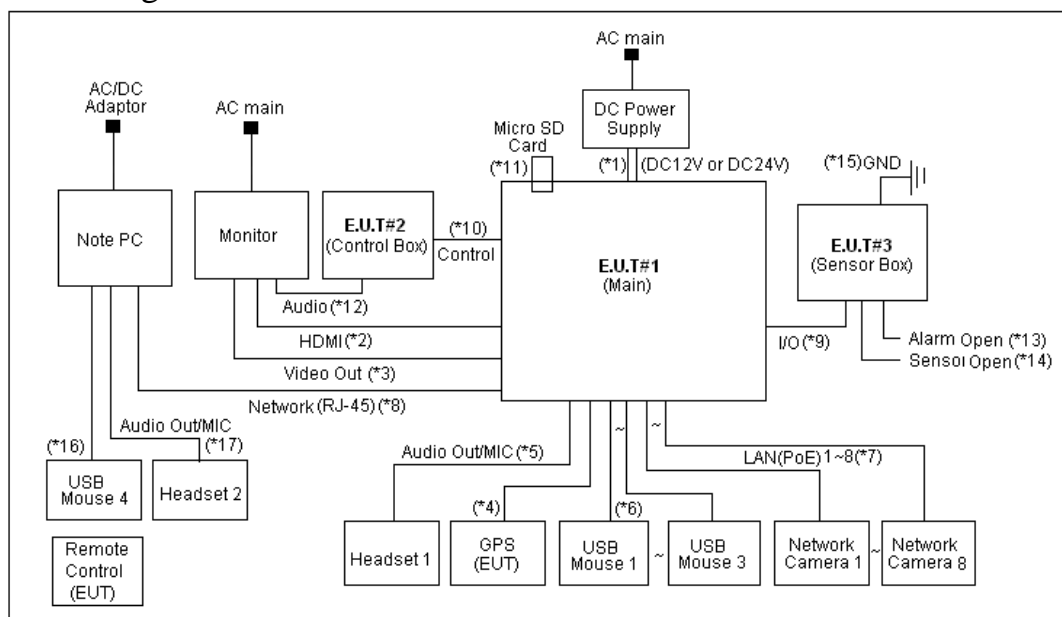 AC main
AC/DC
Adaptor
AC main
DC Power
Supply
Micro SD
Card
(*11)
(*1)
(DC12V or DC24V)
(*15)GND
Note PC
Monitor
E.U.T#2
(Control Box)
(*10)
Control
E.U.T#1
(Main)
E.U.T#3
(Sensor Box)
Audio (*12)
HDMI (*2)
I/O (*9)
Alarm Open (*13)
Sensor Open (*14)
Video Out (*3)
Network (RJ-45) (*8)
Audio Out/MIC
(*16)
(*17)
Audio Out/MIC (*5)
~
~
LAN(PoE) 1~8(*7)
USB
Mouse 4
Headset 2
(*4)
(*6)
Headset 1
GPS
(EUT)
USB
Mouse 1
~
USB
Mouse 3
Network
Camera 1
~
Network
Camera 8
Remote
Control
(EUT)